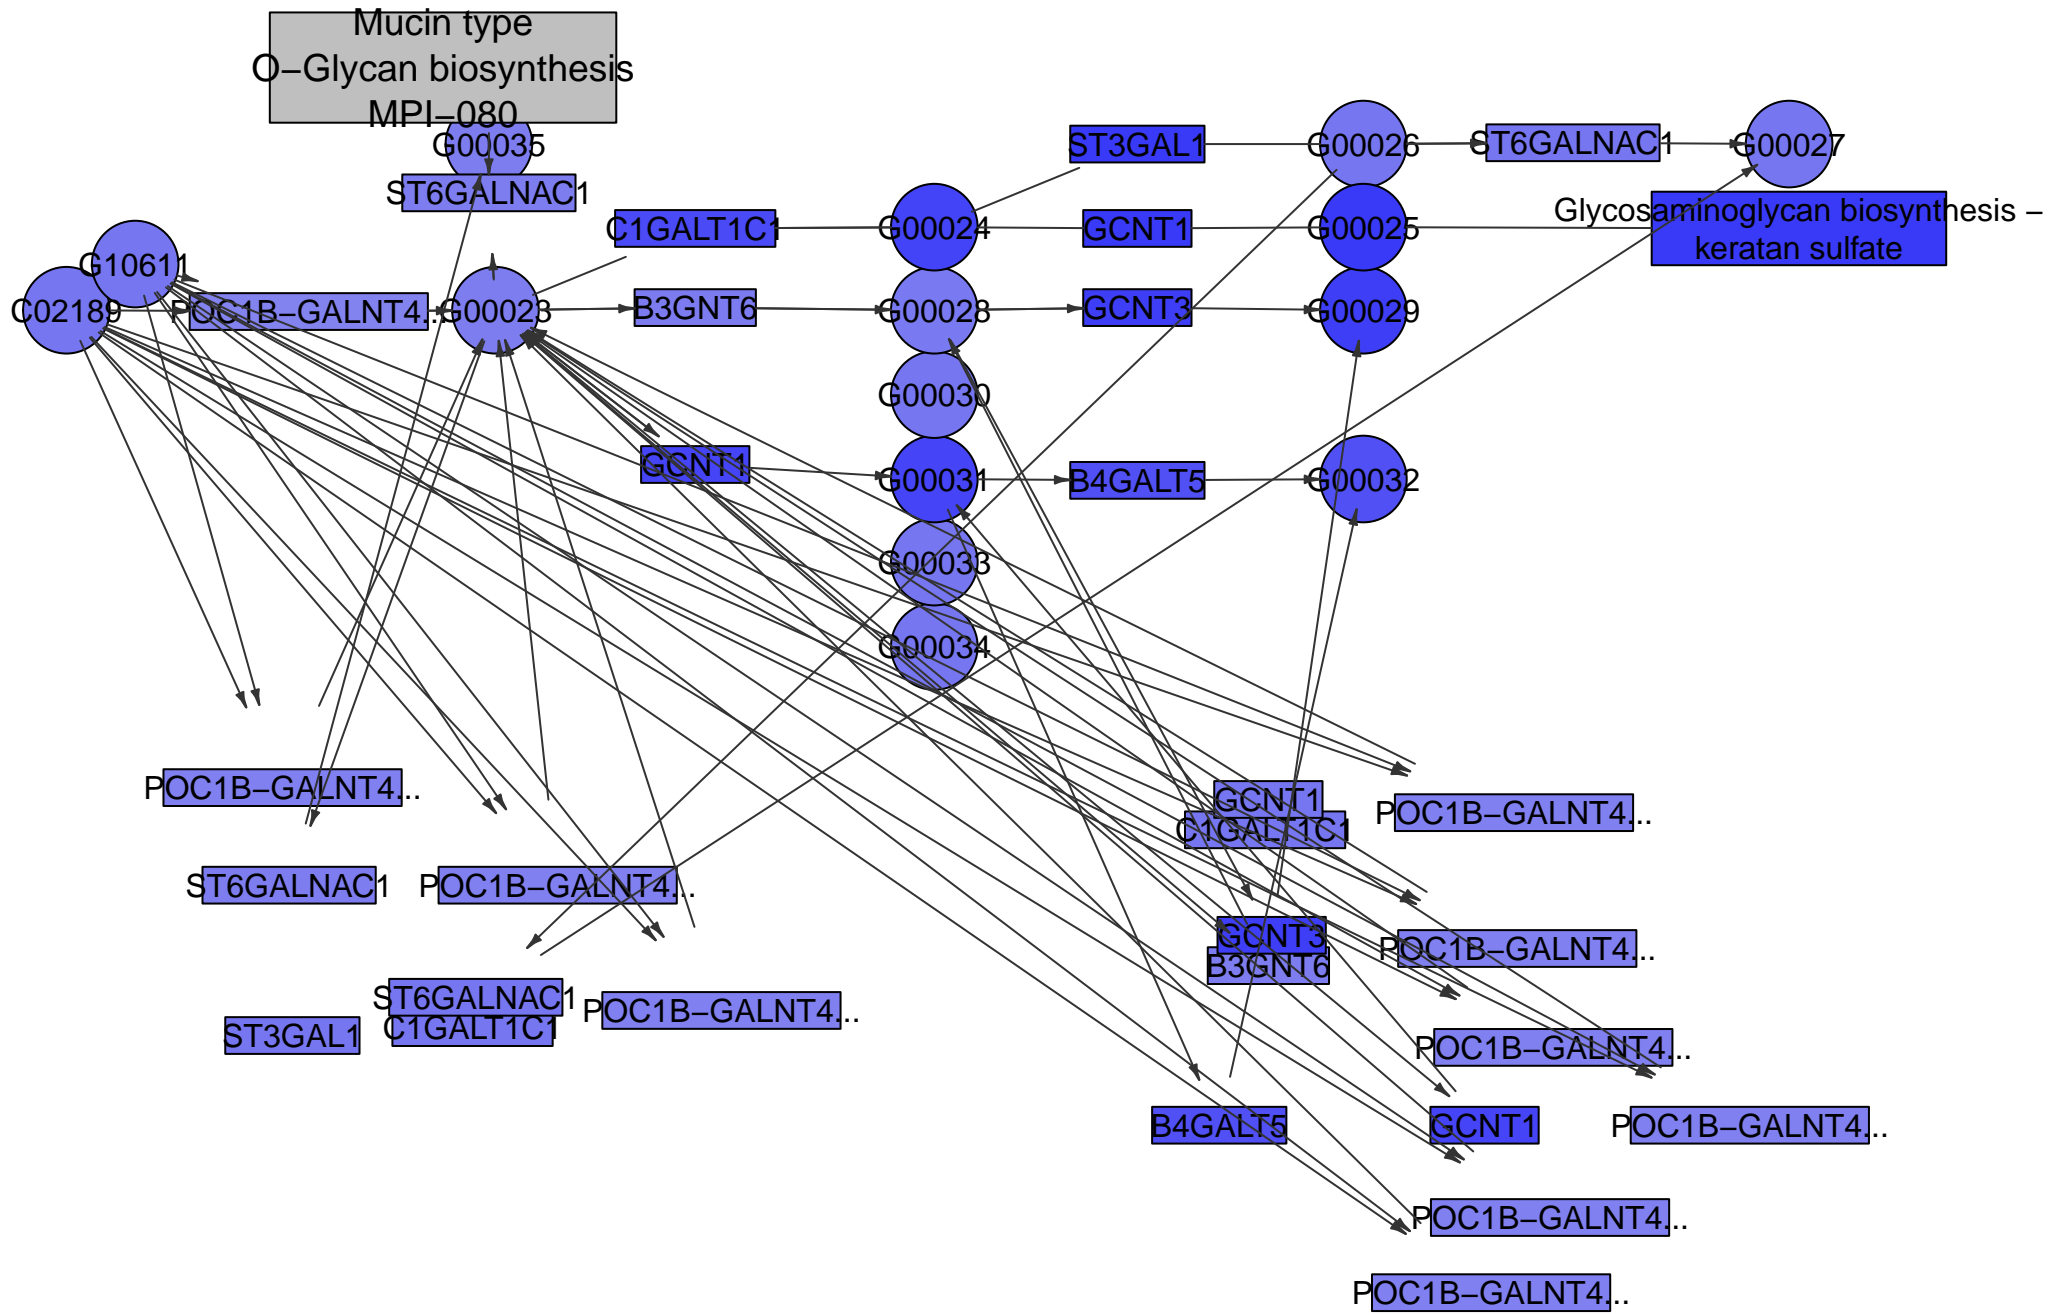 Mucin type
O−Glycan biosynthesis
MPI−080
G00035
ST6GALNAC1
ST3GAL1
G00026
ST6GALNAC1
G00027
C1GALT1C1
G00024
GCNT1
G00025
Glycosaminoglycan biosynthesis −
keratan sulfate
G10611
C02189
POC1B−GALNT4...
G00023
B3GNT6
G00028
GCNT3
G00029
G00030
GCNT1
G00031
B4GALT5
G00032
G00033
G00034
POC1B−GALNT4...
GCNT1
C1GALT1C1
POC1B−GALNT4...
ST6GALNAC1
POC1B−GALNT4...
GCNT3
B3GNT6
POC1B−GALNT4...
ST6GALNAC1
C1GALT1C1
ST3GAL1
POC1B−GALNT4...
POC1B−GALNT4...
B4GALT5
GCNT1
POC1B−GALNT4...
POC1B−GALNT4...
POC1B−GALNT4...